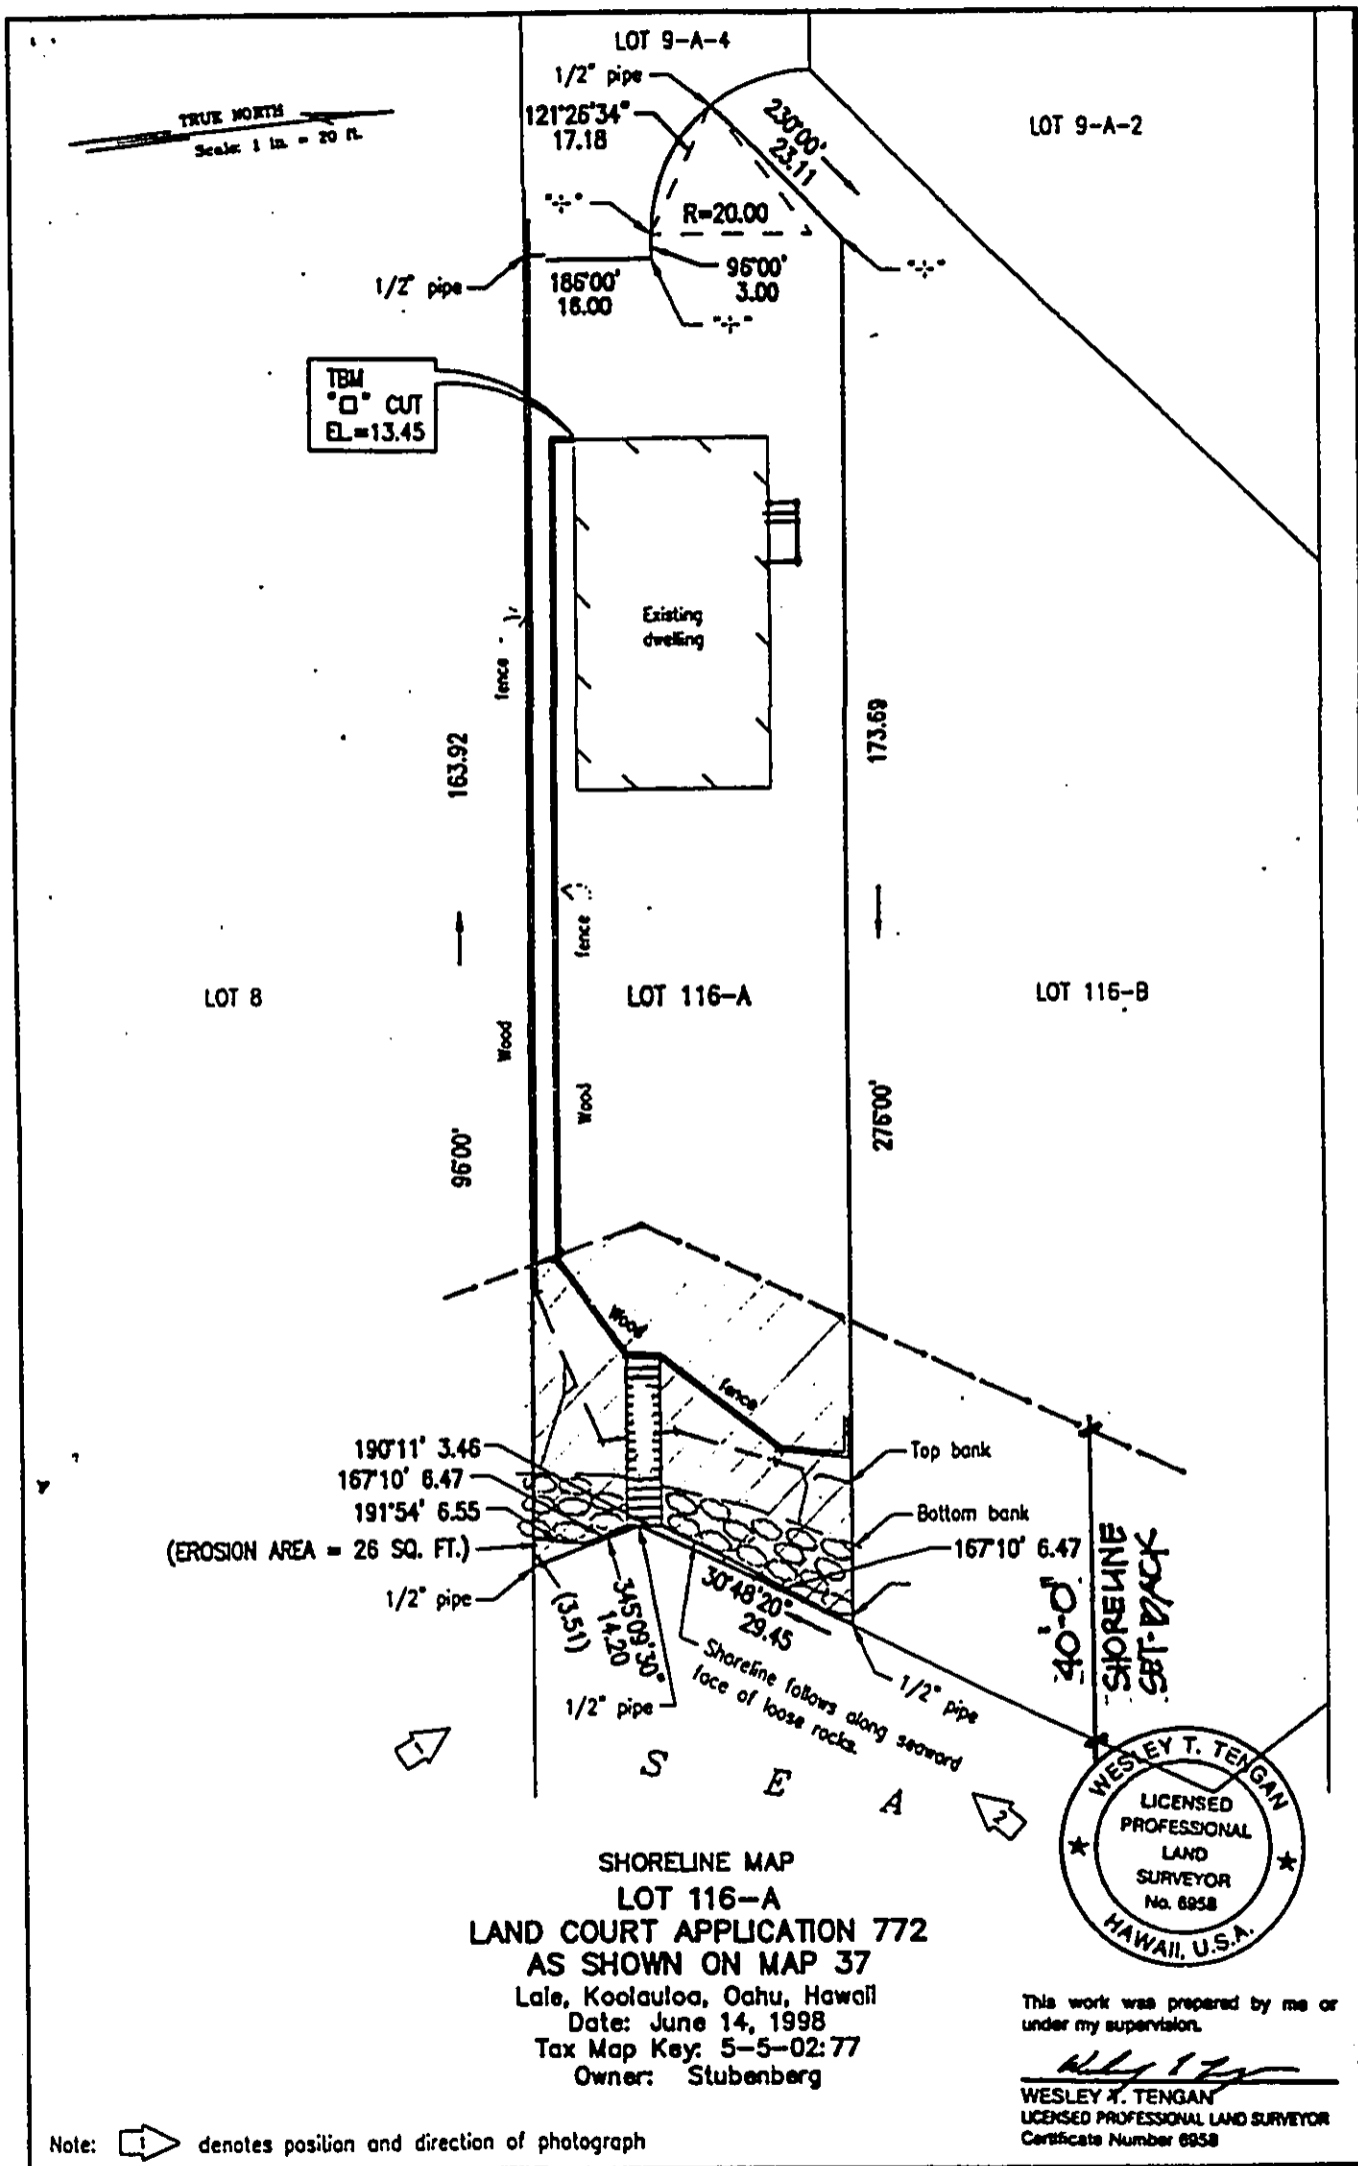 LOT 9-A-4
1/2" pipe
121°26'34"
17.18
230°00'
23.11
LOT 9-A-2
TRUE NORTH
Scale: 1 in. = 20 ft.
"+"
R=20.00
1/2" pipe
186°00'
16.00
96°00'
3.00
"+"
"+"
TBM
"□" CUT
EL.=13.45
Existing
dwelling
fence
163.92
173.69
fence
LOT 8
LOT 116-A
LOT 116-B
Wood
Wood
96°00'
276°00'
Wood
fence
190°11' 3.46
167°10' 6.47
191°54' 6.55
(EROSION AREA = 26 SQ. FT.)
1/2" pipe
(3.51)
345°09'30"
14.20
1/2" pipe
Top bank
Bottom bank
167°10' 6.47
30°48'20"
29.45
Shoreline follows along seaward
face of loose rocks.
1/2" pipe
40'-0"
SHORELINE
SET-BACK
1
SEA
2
WESLEY T. TENGAN
LICENSED
PROFESSIONAL
LAND
SURVEYOR
No. 6958
HAWAII, U.S.A.
SHORELINE MAP
LOT 116-A
LAND COURT APPLICATION 772
AS SHOWN ON MAP 37
Laie, Koolauloa, Oahu, Hawaii
Date: June 14, 1998
Tax Map Key: 5-5-02:77
Owner: Stubenberg
This work was prepared by me or
under my supervision.
WESLEY T. TENGAN
LICENSED PROFESSIONAL LAND SURVEYOR
Certificate Number 6958
Note: 1 denotes position and direction of photograph